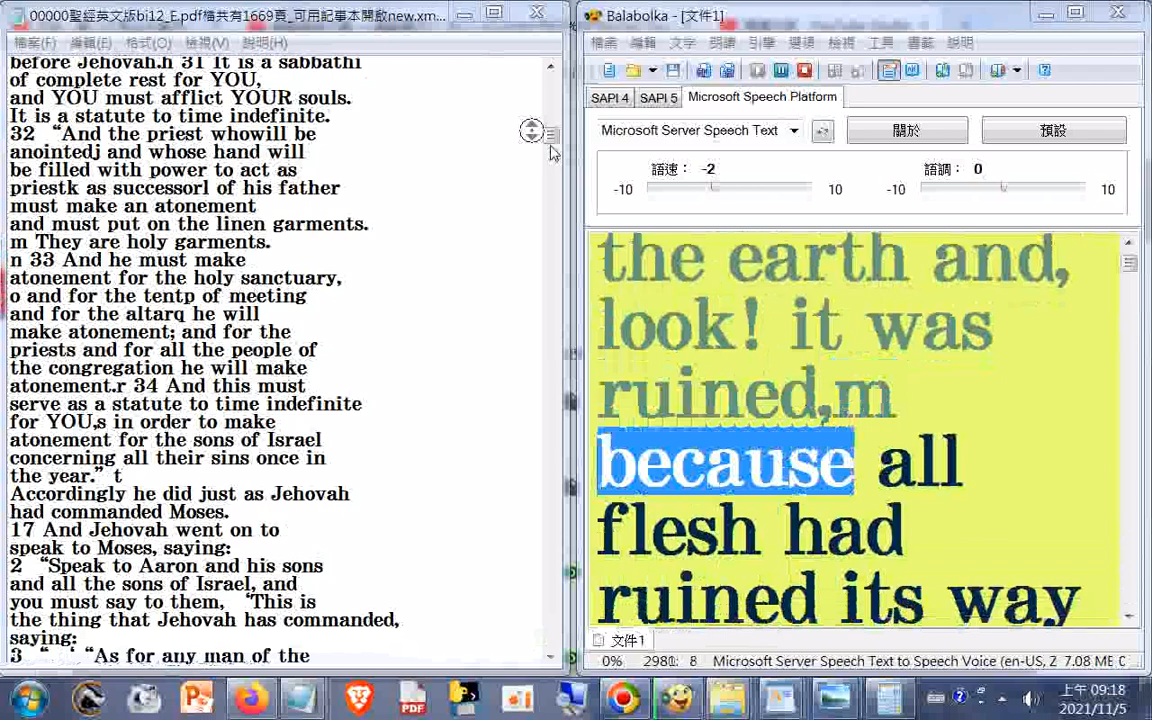 00000聖經英文版bi12_E.pdf檔共有1669頁_可用記事本開啟new.xm...
檔案(F) 編輯(E) 格式(O) 檢視(V) 說明(H)
before Jehovah.h 31 It is a sabbathi
of complete rest for YOU,
and YOU must afflict YOUR souls.
It is a statute to time indefinite.
32 “And the priest whowill be
anointedj and whose hand will
be filled with power to act as
priestk as successorl of his father
must make an atonement
and must put on the linen garments.
m They are holy garments.
n 33 And he must make
atonement for the holy sanctuary,
o and for the tentp of meeting
and for the altarq he will
make atonement; and for the
priests and for all the people of
the congregation he will make
atonement.r 34 And this must
serve as a statute to time indefinite
for YOU,s in order to make
atonement for the sons of Israel
concerning all their sins once in
the year.” t
Accordingly he did just as Jehovah
had commanded Moses.
17 And Jehovah went on to
speak to Moses, saying:
2 “Speak to Aaron and his sons
and all the sons of Israel, and
you must say to them, ‘This is
the thing that Jehovah has commanded,
saying:
3 “ ‘ “As for any man of the
Balabolka - [文件1]
檔案 編輯 文字 朗讀 引擎 選項 檢視 工具 書籤 說明
SAPI 4 SAPI 5 Microsoft Speech Platform
Microsoft Server Speech Text 關於 預設
語速： -2 語調： 0
-10 10 -10 10
the earth and,
look! it was
ruined,m
because all
flesh had
ruined its way
文件1
0% 2981: 8 Microsoft Server Speech Text to Speech Voice (en-US, Z 7.08 ME C
PDF
上午 09:18
2021/11/5